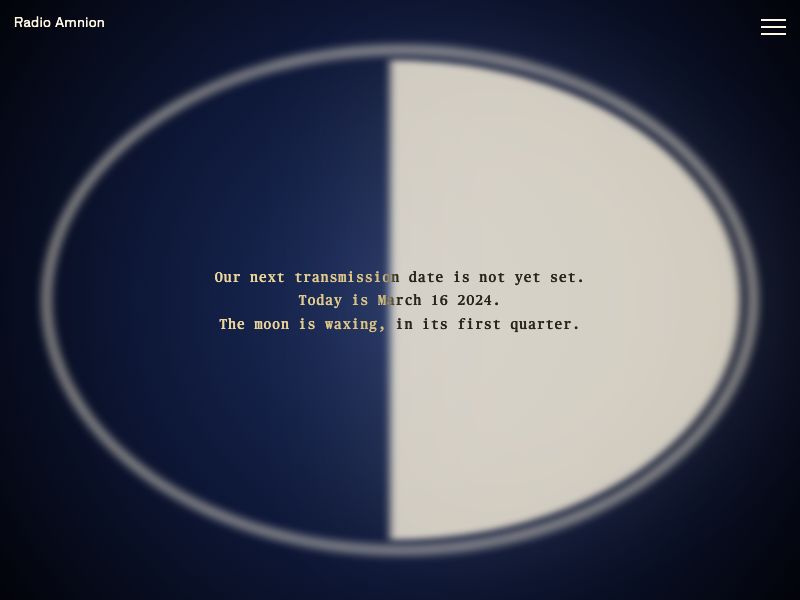 Radio Amnion
Our next transmission date is not yet set.
Today is March 16 2024.
The moon is waxing, in its first quarter.